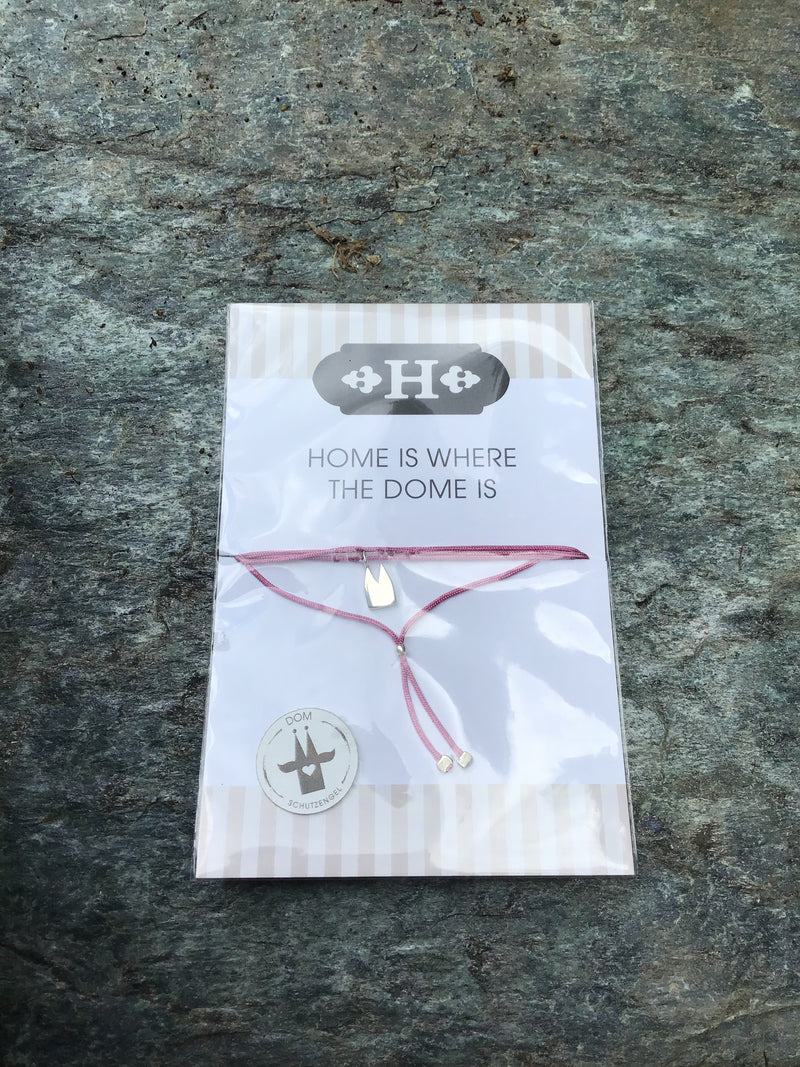 H
HOME IS WHERE
THE DOME IS
DOM
SCHUTZENGEL